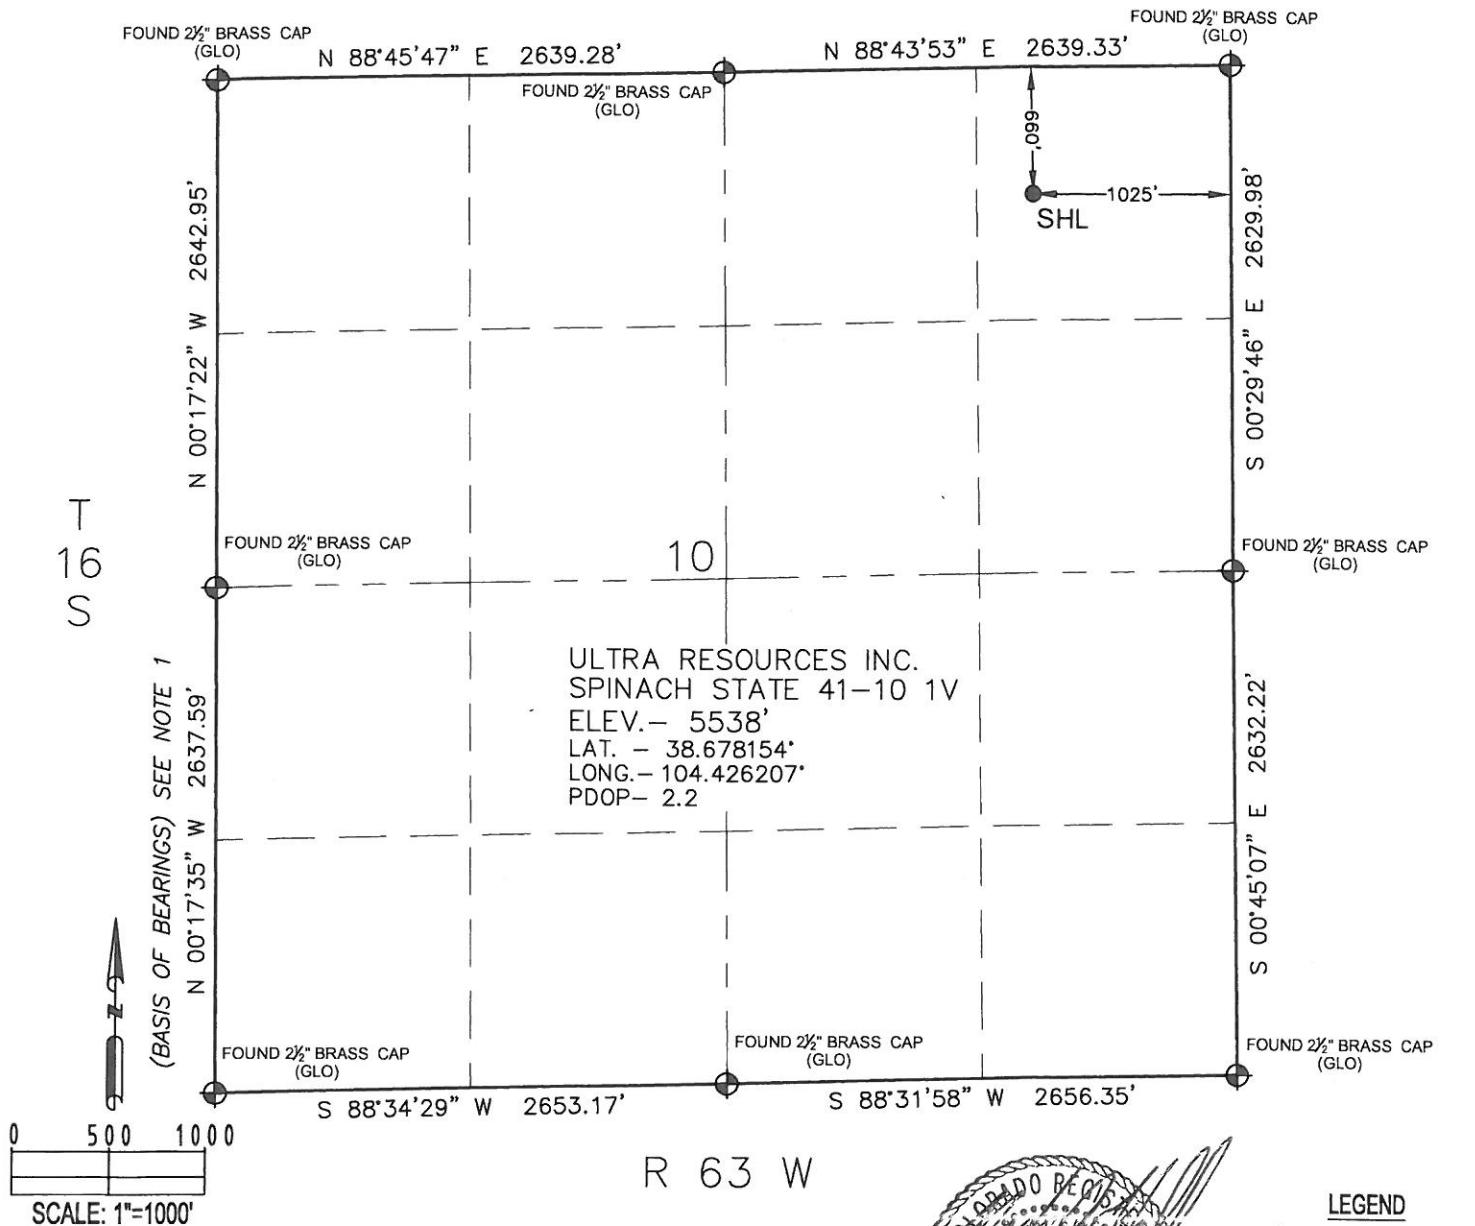 FOUND 2½" BRASS CAP
(GLO)
N 88°45'47" E 2639.28'
FOUND 2½" BRASS CAP
(GLO)
N 88°43'53" E 2639.33'
FOUND 2½" BRASS CAP
(GLO)
660'
1025'
SHL
N 00°17'22" W 2642.95'
S 00°29'46" E 2629.98'
T
16
S
FOUND 2½" BRASS CAP
(GLO)
10
FOUND 2½" BRASS CAP
(GLO)
ULTRA RESOURCES INC.
SPINACH STATE 41-10 1V
ELEV.- 5538'
LAT. - 38.678154°
LONG.- 104.426207°
PDOP- 2.2
(BASIS OF BEARINGS) SEE NOTE 1
N 00°17'35" W 2637.59'
S 00°45'07" E 2632.22'
N
FOUND 2½" BRASS CAP
(GLO)
FOUND 2½" BRASS CAP
(GLO)
FOUND 2½" BRASS CAP
(GLO)
S 88°34'29" W 2653.17'
S 88°31'58" W 2656.35'
0 500 1000
SCALE: 1"=1000'
R 63 W
LEGEND